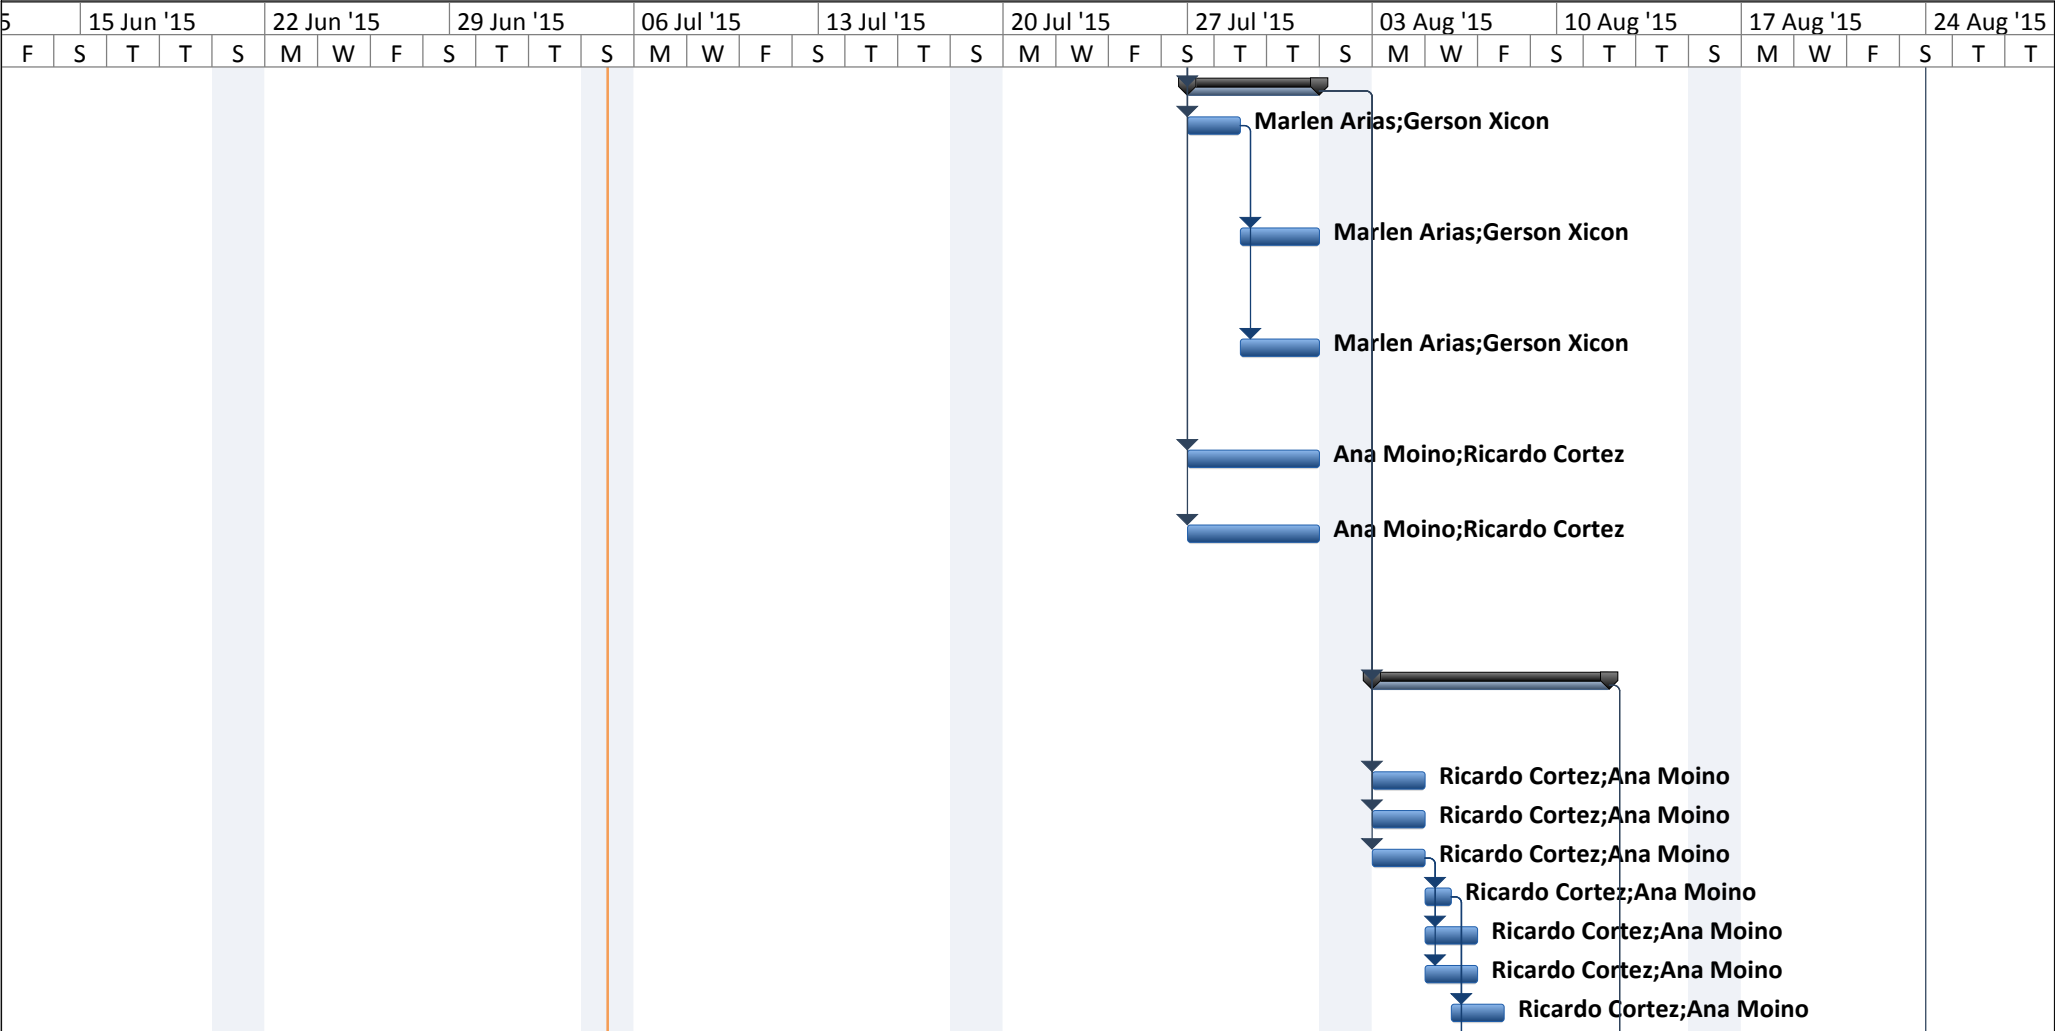 5 15 Jun '15 22 Jun '15 29 Jun '15 06 Jul '15 13 Jul '15 20 Jul '15 27 Jul '15 03 Aug '15 10 Aug '15 17 Aug '15 24 Aug '15
F S T T S M W F S T T S M W F S T T S M W F S T T S M W F S T T S M W F S T T
Marlen Arias;Gerson Xicon
Marlen Arias;Gerson Xicon
Marlen Arias;Gerson Xicon
Ana Moino;Ricardo Cortez
Ana Moino;Ricardo Cortez
Ricardo Cortez;Ana Moino
Ricardo Cortez;Ana Moino
Ricardo Cortez;Ana Moino
Ricardo Cortez;Ana Moino
Ricardo Cortez;Ana Moino
Ricardo Cortez;Ana Moino
Ricardo Cortez;Ana Moino